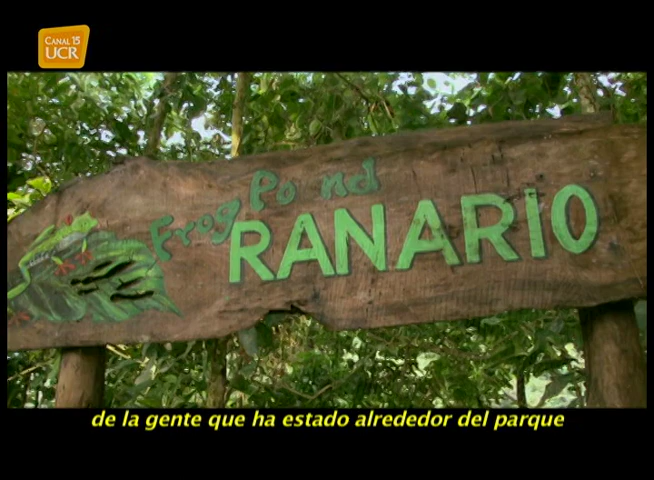 CANAL 15
UCR
Frog Pond
RANARIO
de la gente que ha estado alrededor del parque